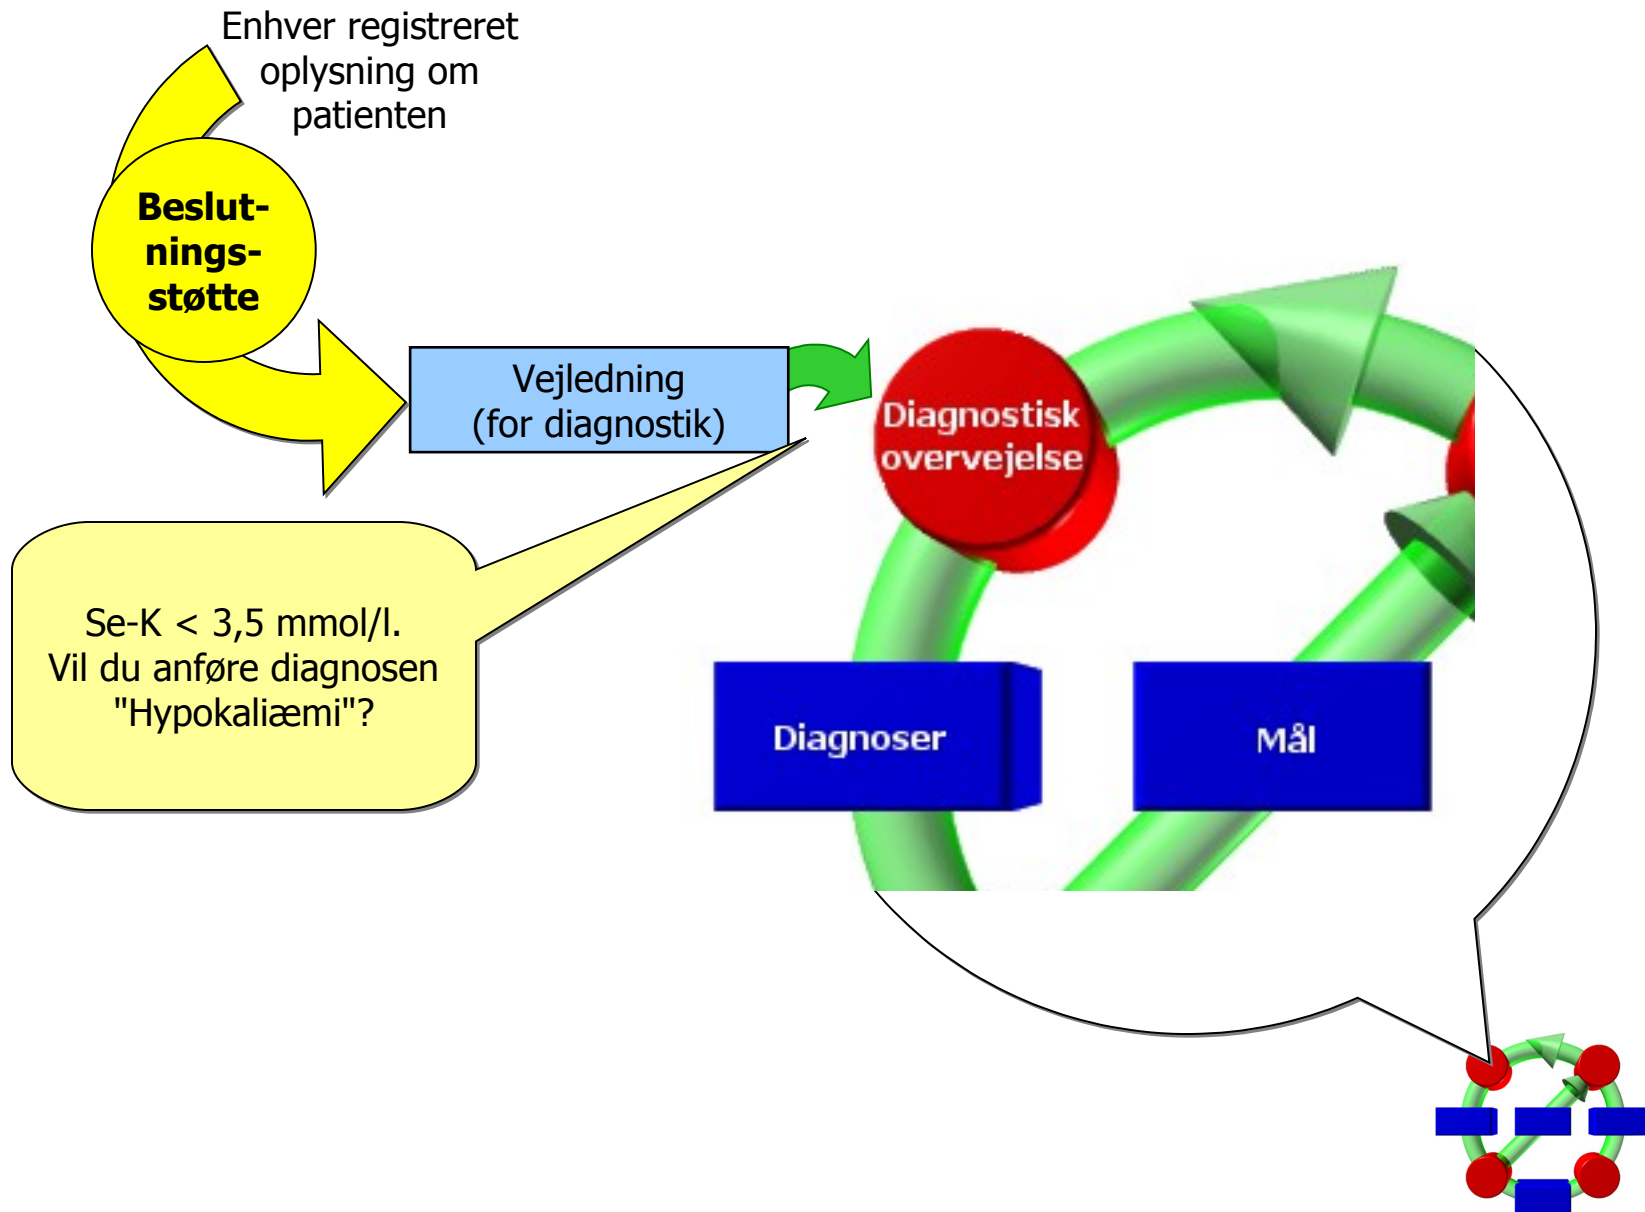 Enhver registreret
oplysning om
patienten
Beslut-
nings-
støtte
Vejledning
(for diagnostik)
Diagnostisk
overvejelse
Se-K < 3,5 mmol/l.
Vil du anføre diagnosen
"Hypokaliæmi"?
Diagnoser
Mål